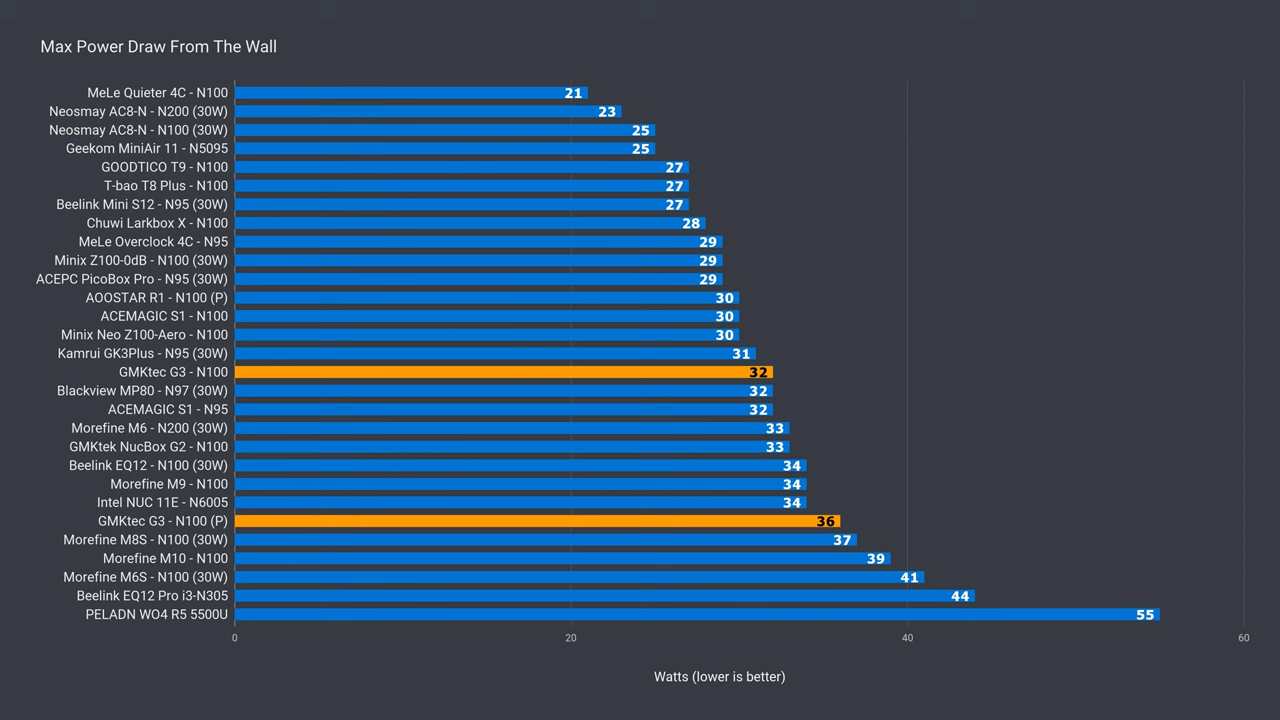 Max Power Draw From The Wall
MeLe Quieter 4C - N100 21
Neosmay AC8-N - N200 (30W) 23
Neosmay AC8-N - N100 (30W) 25
Geekom MiniAir 11 - N5095 25
GOODTICO T9 - N100 27
T-bao T8 Plus - N100 27
Beelink Mini S12 - N95 (30W) 27
Chuwi Larkbox X - N100 28
MeLe Overclock 4C - N95 29
Minix Z100-0dB - N100 (30W) 29
ACEPC PicoBox Pro - N95 (30W) 29
AOOSTAR R1 - N100 (P) 30
ACEMAGIC S1 - N100 30
Minix Neo Z100-Aero - N100 30
Kamrui GK3Plus - N95 (30W) 31
GMKtec G3 - N100 32
Blackview MP80 - N97 (30W) 32
ACEMAGIC S1 - N95 32
Morefine M6 - N200 (30W) 33
GMKtek NucBox G2 - N100 33
Beelink EQ12 - N100 (30W) 34
Morefine M9 - N100 34
Intel NUC 11E - N6005 34
GMKtec G3 - N100 (P) 36
Morefine M8S - N100 (30W) 37
Morefine M10 - N100 39
Morefine M6S - N100 (30W) 41
Beelink EQ12 Pro i3-N305 44
PELADN WO4 R5 5500U 55
0 20 40 60
Watts (lower is better)